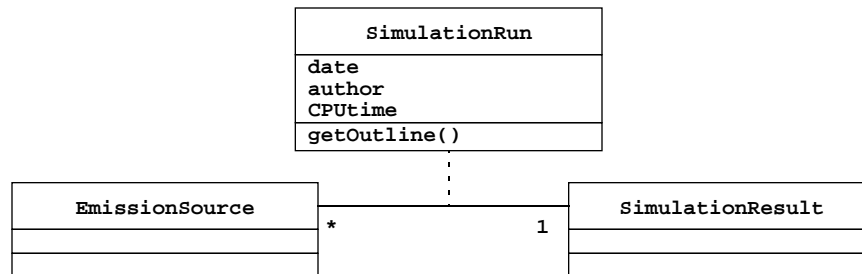 SimulationRun
date
author
CPUtime
getOutline()
EmissionSource
SimulationResult
*
1